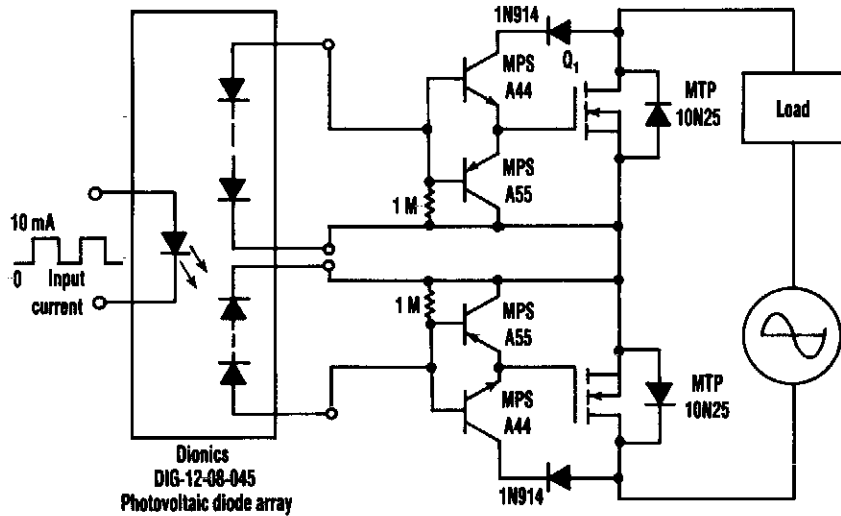 1N914
Q1
MPS
A44
MTP
10N25
Load
MPS
A55
1 M
10 mA
0
Input
current
1 M
MPS
A55
MPS
A44
MTP
10N25
1N914
Dionics
DIG-12-08-045
Photovoltaic diode array